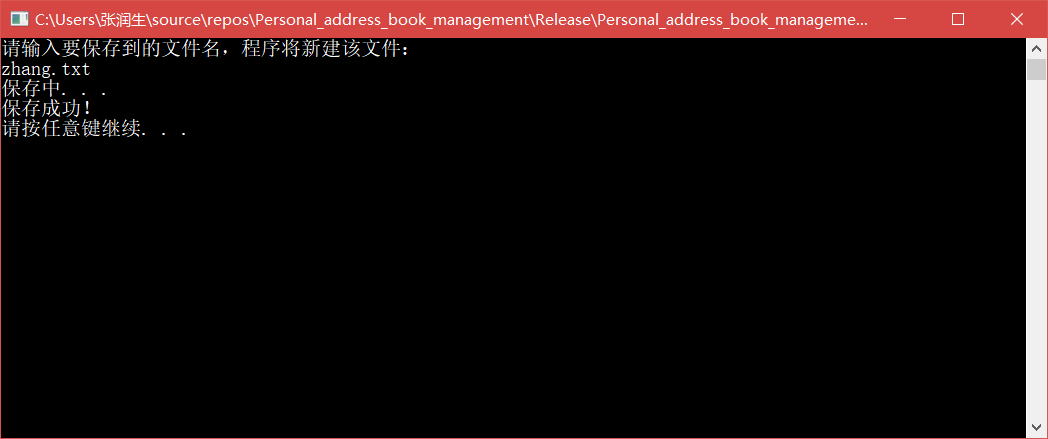 C:\Users\张润生\source\repos\Personal_address_book_management\Release\Personal_address_book_manageme...
请输入要保存到的文件名，程序将新建该文件：
zhang.txt
保存中. . .
保存成功！
请按任意键继续. . .